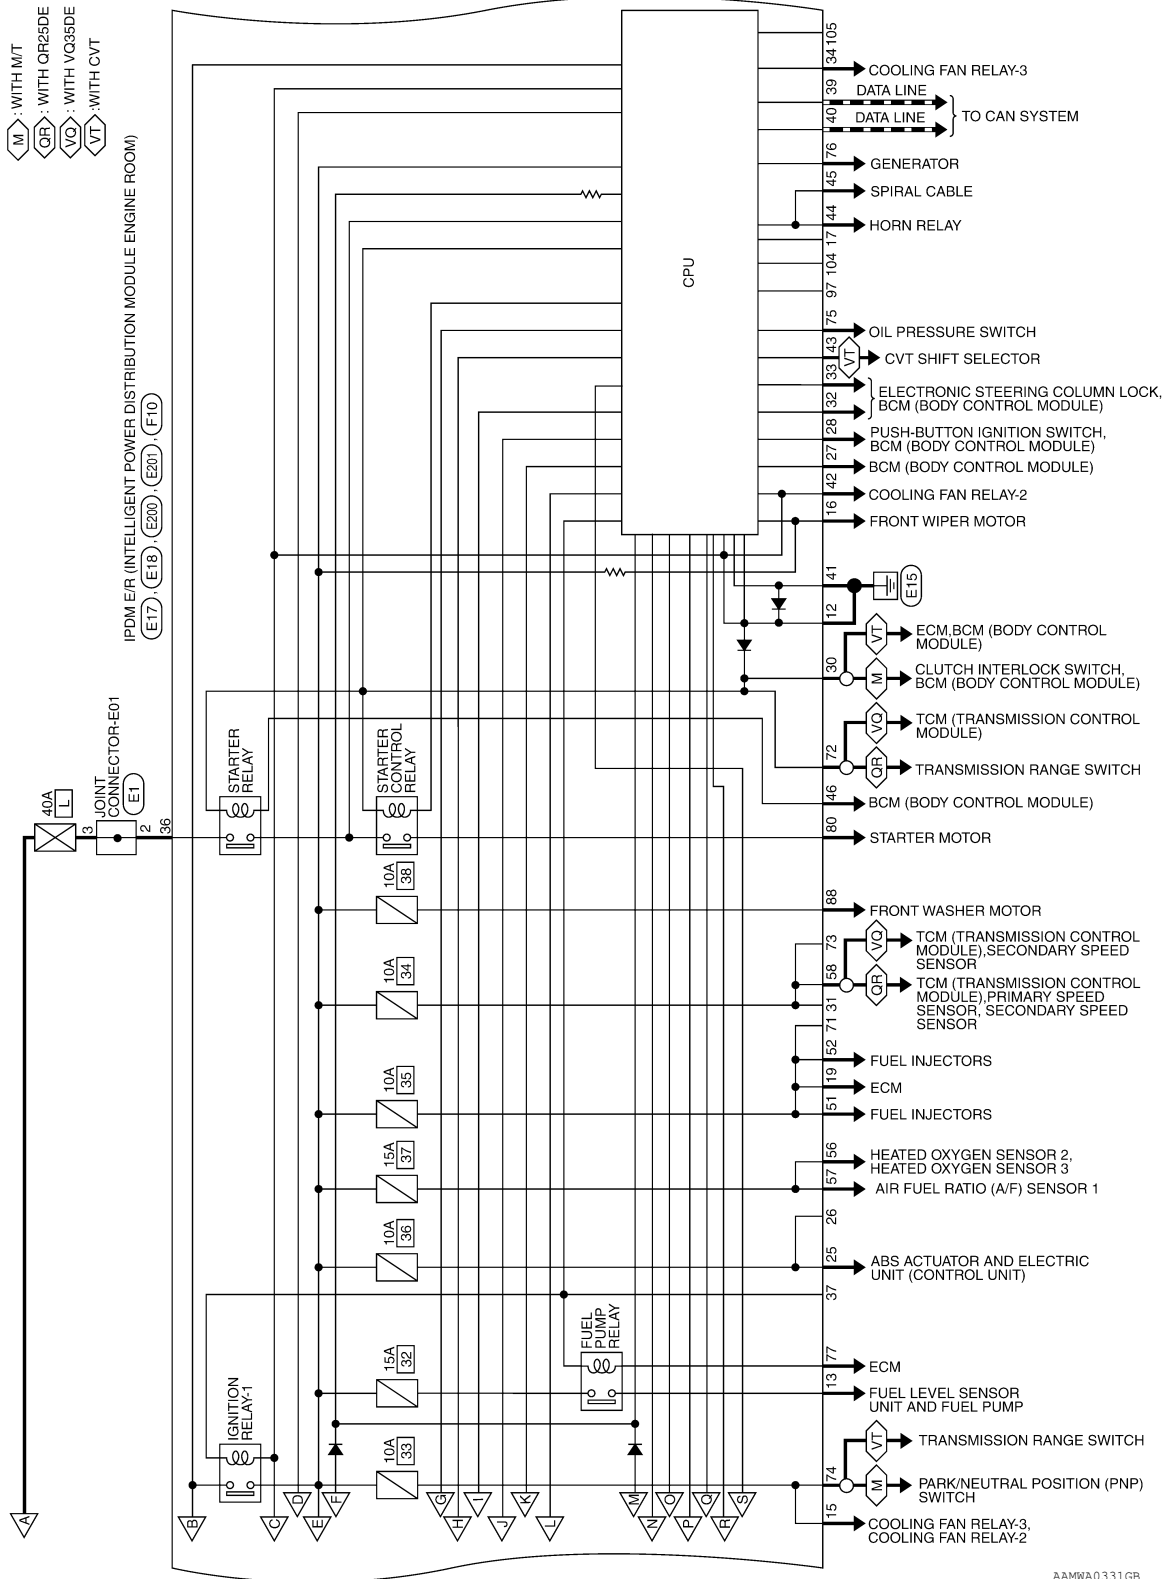 M : WITH M/T
QR : WITH QR25DE
VQ : WITH VQ35DE
VT :WITH CVT
IPDM E/R (INTELLIGENT POWER DISTRIBUTION MODULE ENGINE ROOM)
E17 , E18 , E200 , E201 , F10
40A
L
3
JOINT
CONNECTOR-E01
E1
2
36
CPU
105
34
COOLING FAN RELAY-3
39
DATA LINE
40
DATA LINE
TO CAN SYSTEM
76
GENERATOR
45
SPIRAL CABLE
44
HORN RELAY
17
104
97
75
OIL PRESSURE SWITCH
43
VT
CVT SHIFT SELECTOR
33
32
ELECTRONIC STEERING COLUMN LOCK,
BCM (BODY CONTROL MODULE)
28
PUSH-BUTTON IGNITION SWITCH,
BCM (BODY CONTROL MODULE)
27
BCM (BODY CONTROL MODULE)
42
COOLING FAN RELAY-2
16
FRONT WIPER MOTOR
41
E15
12
VT
ECM,BCM (BODY CONTROL
MODULE)
30
M
CLUTCH INTERLOCK SWITCH,
BCM (BODY CONTROL MODULE)
VQ
TCM (TRANSMISSION CONTROL
MODULE)
72
QR
TRANSMISSION RANGE SWITCH
46
BCM (BODY CONTROL MODULE)
STARTER
RELAY
STARTER
CONTROL
RELAY
80
STARTER MOTOR
10A
38
88
FRONT WASHER MOTOR
73
VQ
TCM (TRANSMISSION CONTROL
MODULE),SECONDARY SPEED
SENSOR
10A
34
58
QR
TCM (TRANSMISSION CONTROL
MODULE),PRIMARY SPEED
SENSOR, SECONDARY SPEED
SENSOR
31
71
52
FUEL INJECTORS
19
ECM
10A
35
51
FUEL INJECTORS
56
HEATED OXYGEN SENSOR 2,
HEATED OXYGEN SENSOR 3
15A
37
57
AIR FUEL RATIO (A/F) SENSOR 1
26
10A
36
25
ABS ACTUATOR AND ELECTRIC
UNIT (CONTROL UNIT)
37
FUEL
PUMP
RELAY
77
ECM
15A
32
13
FUEL LEVEL SENSOR
UNIT AND FUEL PUMP
IGNITION
RELAY-1
VT
TRANSMISSION RANGE SWITCH
10A
33
74
M
PARK/NEUTRAL POSITION (PNP)
SWITCH
15
COOLING FAN RELAY-3,
COOLING FAN RELAY-2
A
B
C
D
E
F
G
H
I
J
K
L
M
N
O
P
Q
R
S
AAMWA0331GB